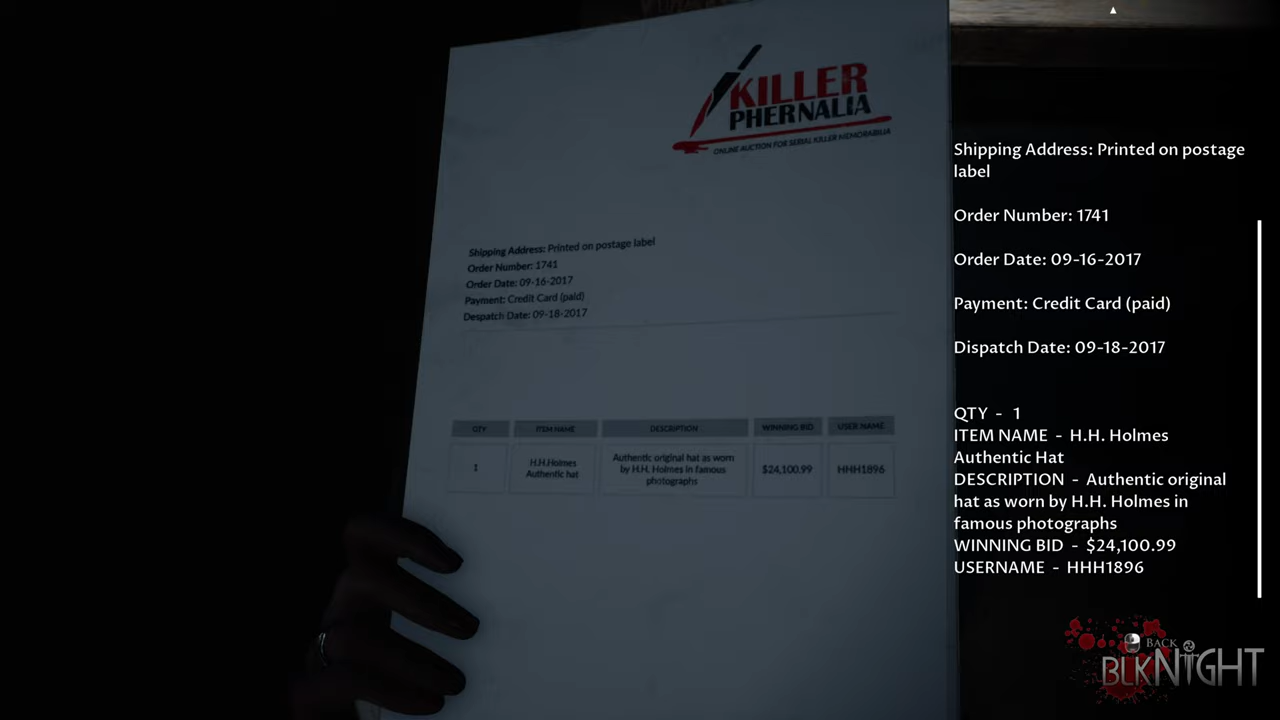 KILLER
PHERNALIA
ONLINE AUCTION FOR SERIAL KILLER MEMORABILIA
Shipping Address: Printed on postage label
Order Number: 1741
Order Date: 09-16-2017
Payment: Credit Card (paid)
Despatch Date: 09-18-2017
QTY ITEM NAME DESCRIPTION WINNING BID USER NAME
1 H.H.Holmes Authentic hat Authentic original hat as worn by H.H. Holmes in famous photographs $24,100.99 HHH1896
Shipping Address: Printed on postage
label
Order Number: 1741
Order Date: 09-16-2017
Payment: Credit Card (paid)
Dispatch Date: 09-18-2017
QTY - 1
ITEM NAME - H.H. Holmes
Authentic Hat
DESCRIPTION - Authentic original
hat as worn by H.H. Holmes in
famous photographs
WINNING BID - $24,100.99
USERNAME - HHH1896
BACK
BLKNIGHT